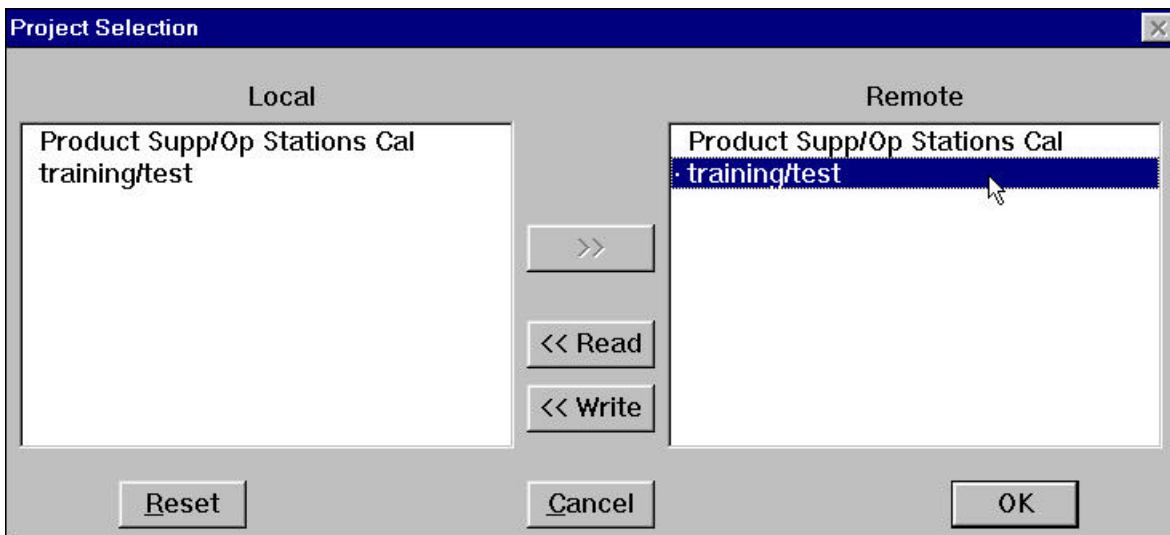 Project Selection
Local
Remote
Product Supp/Op Stations Cal
training/test
Product Supp/Op Stations Cal
· training/test
>>
<< Read
<< Write
Reset
Cancel
OK